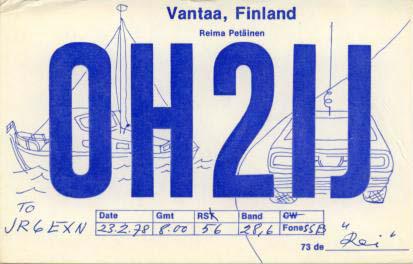 Vantaa, Finland
Reima Petäinen
OH2IJ
TO
JR6EXN
Date Gmt RST Band CW
23.2.78 8.00 56 28,6 Fone SSB
73 de "Rei"